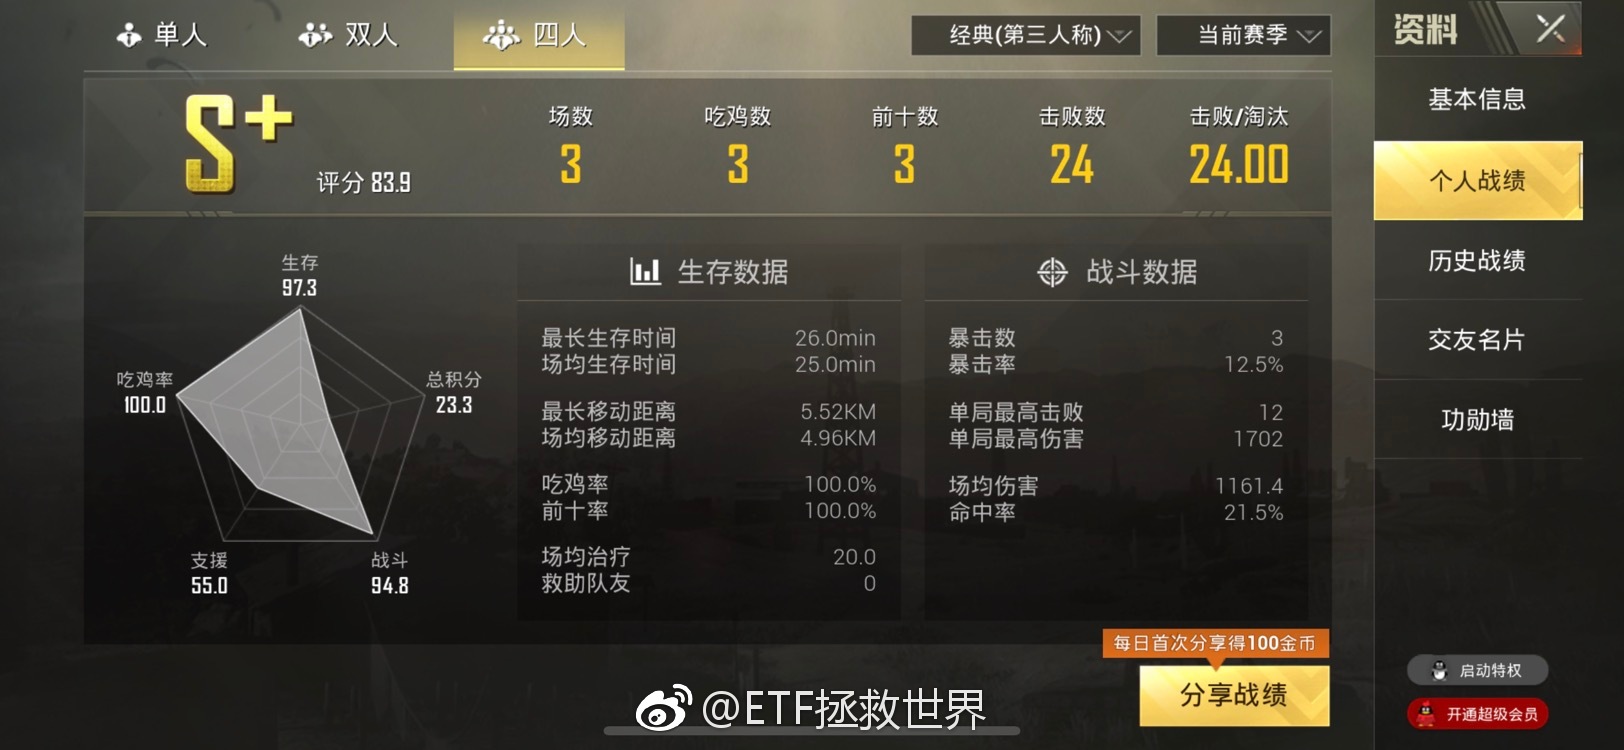 单人
双人
四人
经典(第三人称)
当前赛季
资料
S+
评分 83.9
场数
3
吃鸡数
3
前十数
3
击败数
24
击败/淘汰
24.00
基本信息
个人战绩
历史战绩
交友名片
功勋墙
生存
97.3
吃鸡率
100.0
总积分
23.3
支援
55.0
战斗
94.8
生存数据
最长生存时间 26.0min
场均生存时间 25.0min
最长移动距离 5.52KM
场均移动距离 4.96KM
吃鸡率 100.0%
前十率 100.0%
场均治疗 20.0
救助队友 0
战斗数据
暴击数 3
暴击率 12.5%
单局最高击败 12
单局最高伤害 1702
场均伤害 1161.4
命中率 21.5%
每日首次分享得100金币
分享战绩
启动特权
开通超级会员
@ETF拯救世界